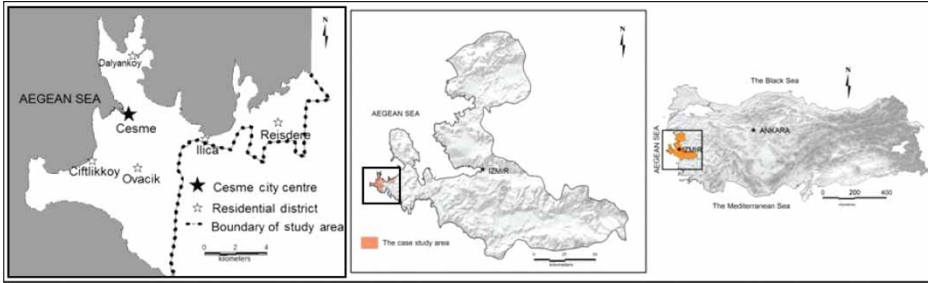 N
Dalyankoy
AEGEAN SEA
Cesme
Reisdere
Ilica
Ciftlikkoy
Ovacik
Cesme city centre
Residential district
Boundary of study area
0 2 4
kilometers
N
AEGEAN SEA
IZMIR
The case study area
kilometers
N
The Black Sea
ANKARA
AEGEAN SEA
IZMIR
The Mediterranean Sea
0 200 400